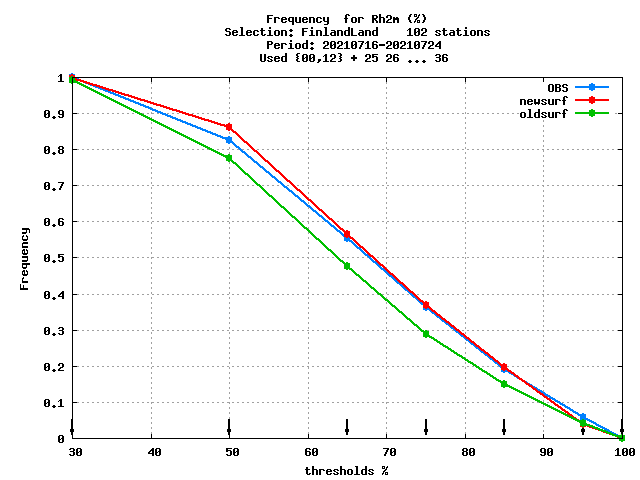 Frequency  for Rh2m (%)
Selection: FinlandLand    102 stations
Period: 20210716-20210724
Used {00,12} + 25 26 ... 36
OBS
newsurf
oldsurf
1
0.9
0.8
0.7
0.6
0.5
0.4
0.3
0.2
0.1
0
Frequency
30 40 50 60 70 80 90 100
thresholds %